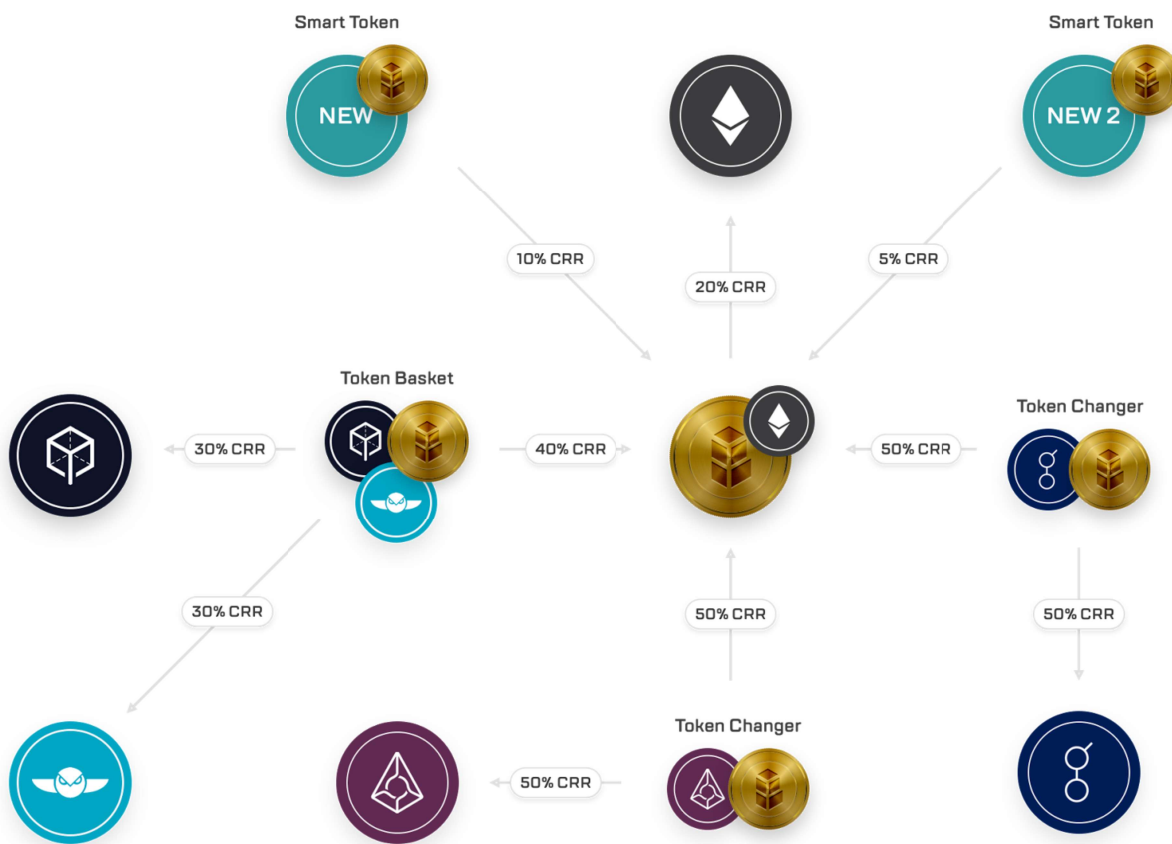 Smart Token
Smart Token
NEW
NEW 2
10% CRR
5% CRR
20% CRR
Token Basket
Token Changer
30% CRR
40% CRR
50% CRR
30% CRR
50% CRR
50% CRR
Token Changer
50% CRR